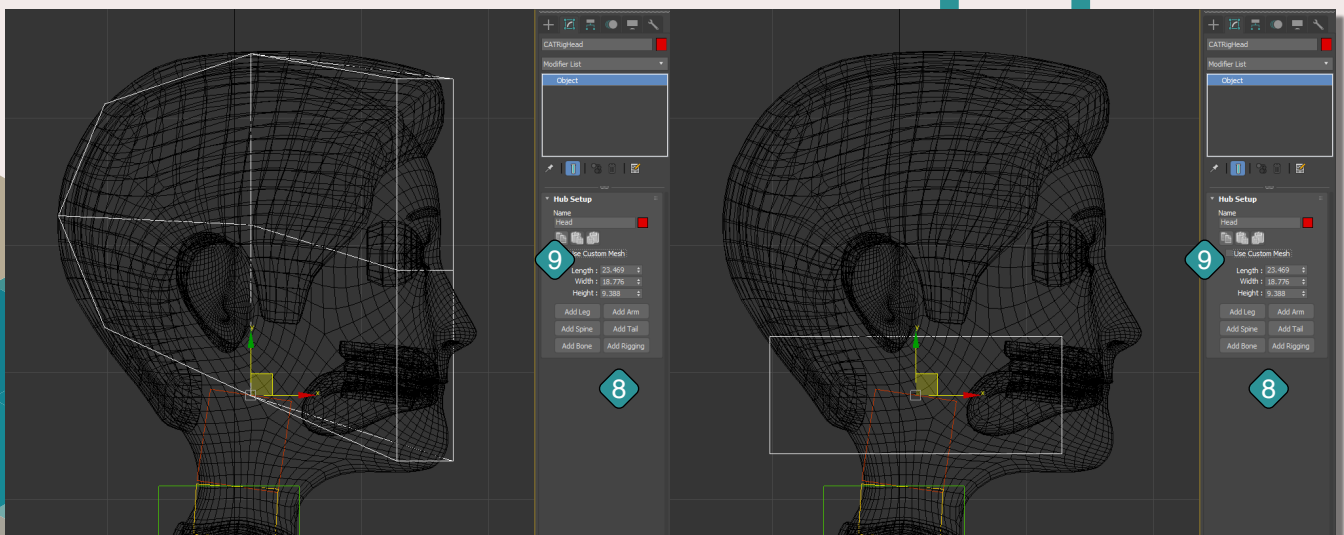 CATRigHead
Modifier List
Object
Hub Setup
Name
Head
9
Use Custom Mesh
Length : 23.469
Width : 18.776
Height : 9.388
Add Leg Add Arm
Add Spine Add Tail
Add Bone Add Rigging
8
y
x
CATRigHead
Modifier List
Object
Hub Setup
Name
Head
9
Use Custom Mesh
Length : 23.469
Width : 18.776
Height : 9.388
Add Leg Add Arm
Add Spine Add Tail
Add Bone Add Rigging
8
y
x